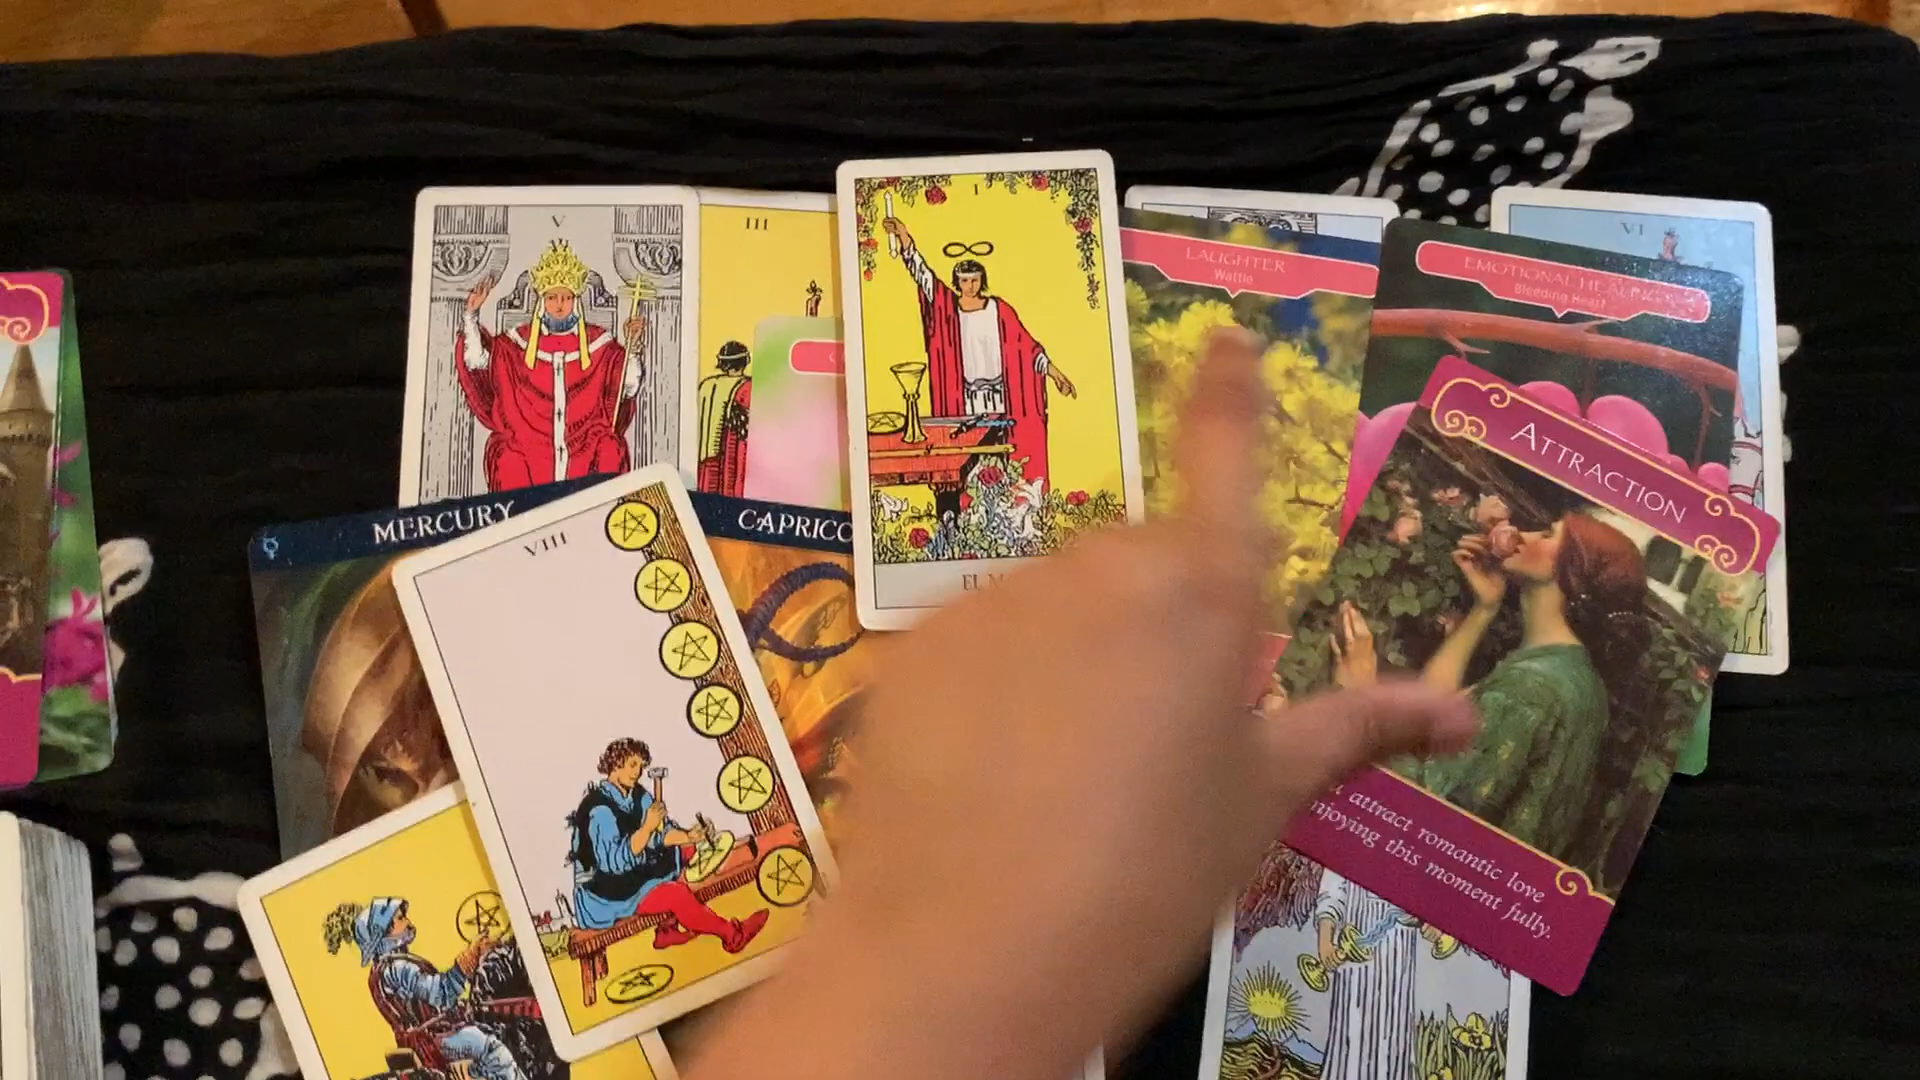 V
III
I
VI
LAUGHTER
Wattle
EMOTIONAL HEALING
Bleeding Heart
ATTRACTION
MERCURY
CAPRICO
VIII
EL M
attract romantic love
njoying this moment fully.